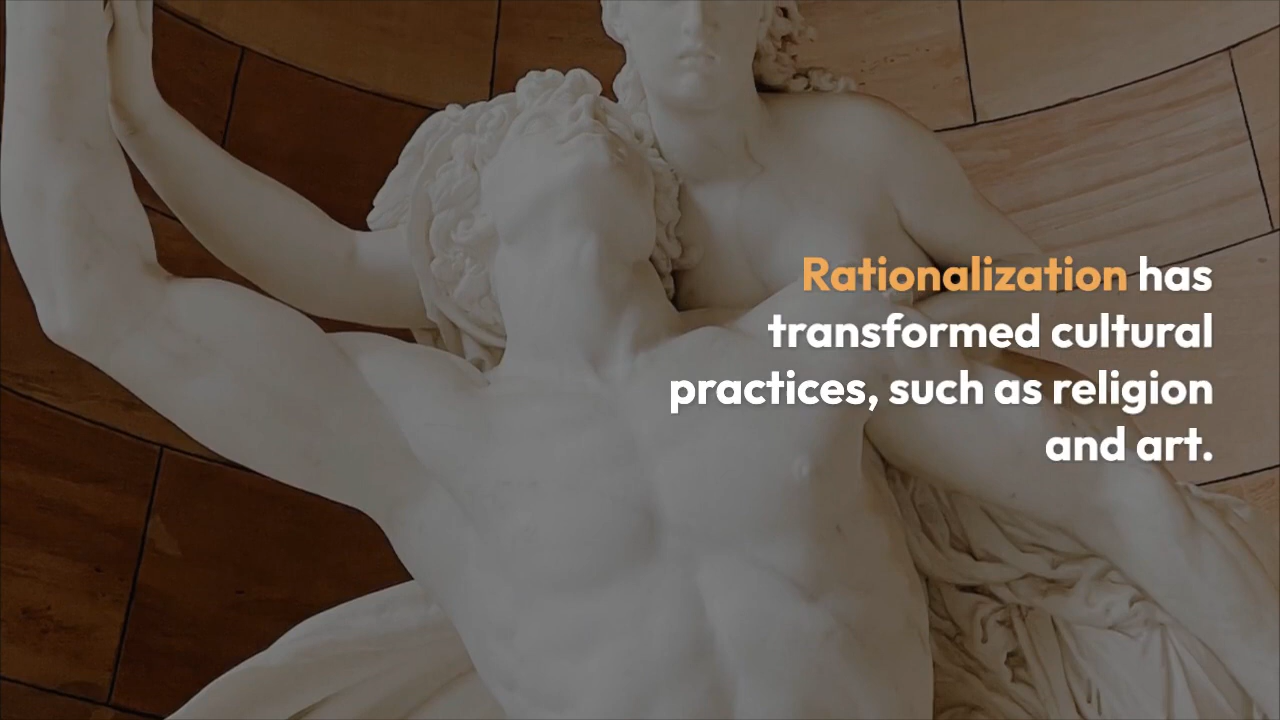 Rationalization has
transformed cultural
practices, such as religion
and art.